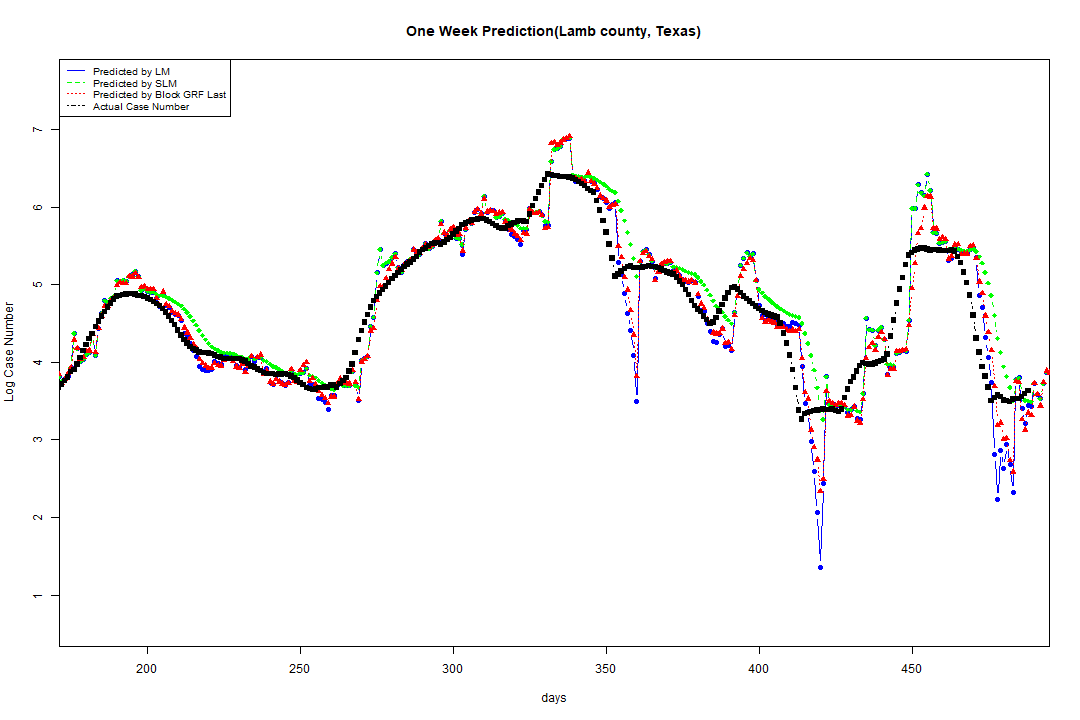 One Week Prediction(Lamb county, Texas)
Predicted by LM
Predicted by SLM
Predicted by Block GRF Last
Actual Case Number
7
6
5
4
3
2
1
Log Case Number
200 250 300 350 400 450
days